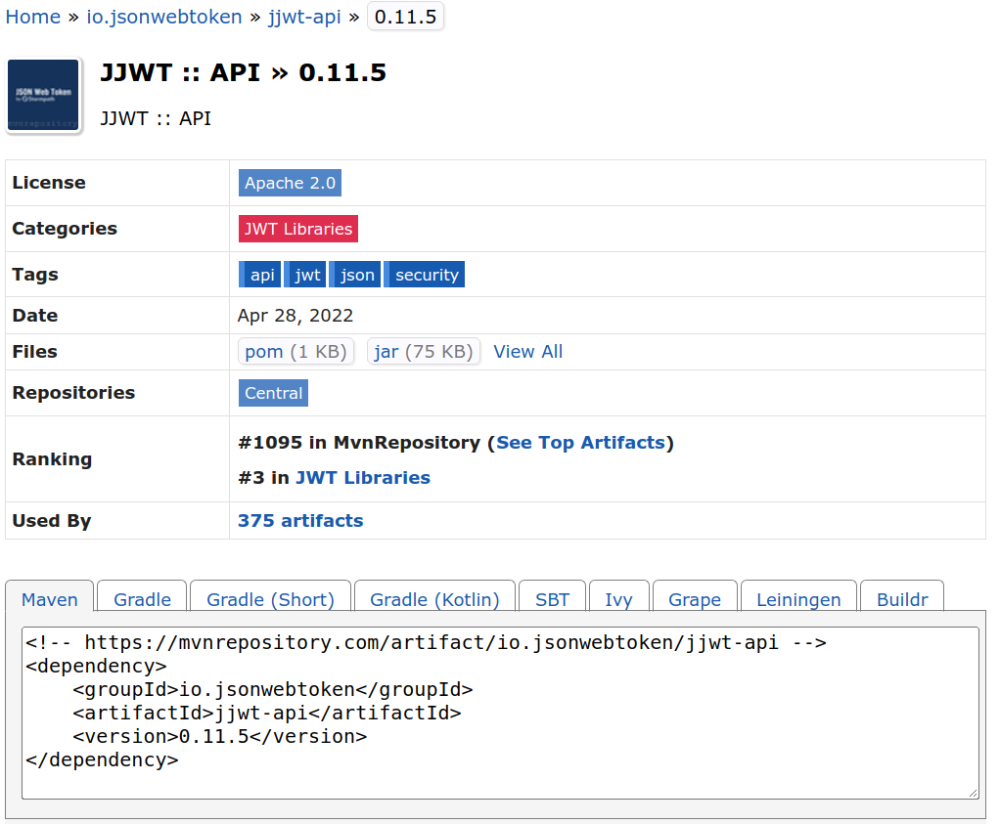 Home » io.jsonwebtoken » jjwt-api » 0.11.5
JSON Web Token
by Stormpath
mvnrepository
JJWT :: API » 0.11.5
JJWT :: API
License Apache 2.0
Categories JWT Libraries
Tags api jwt json security
Date Apr 28, 2022
Files pom (1 KB) jar (75 KB) View All
Repositories Central
Ranking #1095 in MvnRepository (See Top Artifacts)
#3 in JWT Libraries
Used By 375 artifacts
Maven Gradle Gradle (Short) Gradle (Kotlin) SBT Ivy Grape Leiningen Buildr
<!-- https://mvnrepository.com/artifact/io.jsonwebtoken/jjwt-api -->
<dependency>
    <groupId>io.jsonwebtoken</groupId>
    <artifactId>jjwt-api</artifactId>
    <version>0.11.5</version>
</dependency>